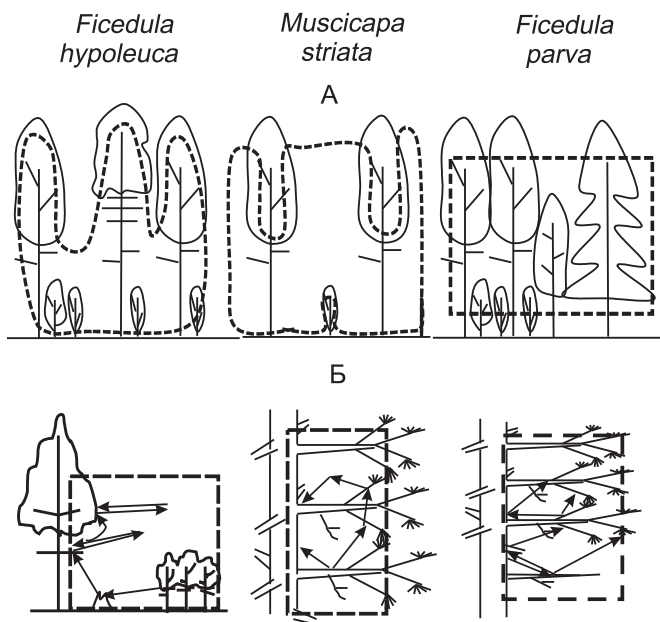 Ficedula
hypoleuca
Muscicapa
striata
Ficedula
parva
А
Б